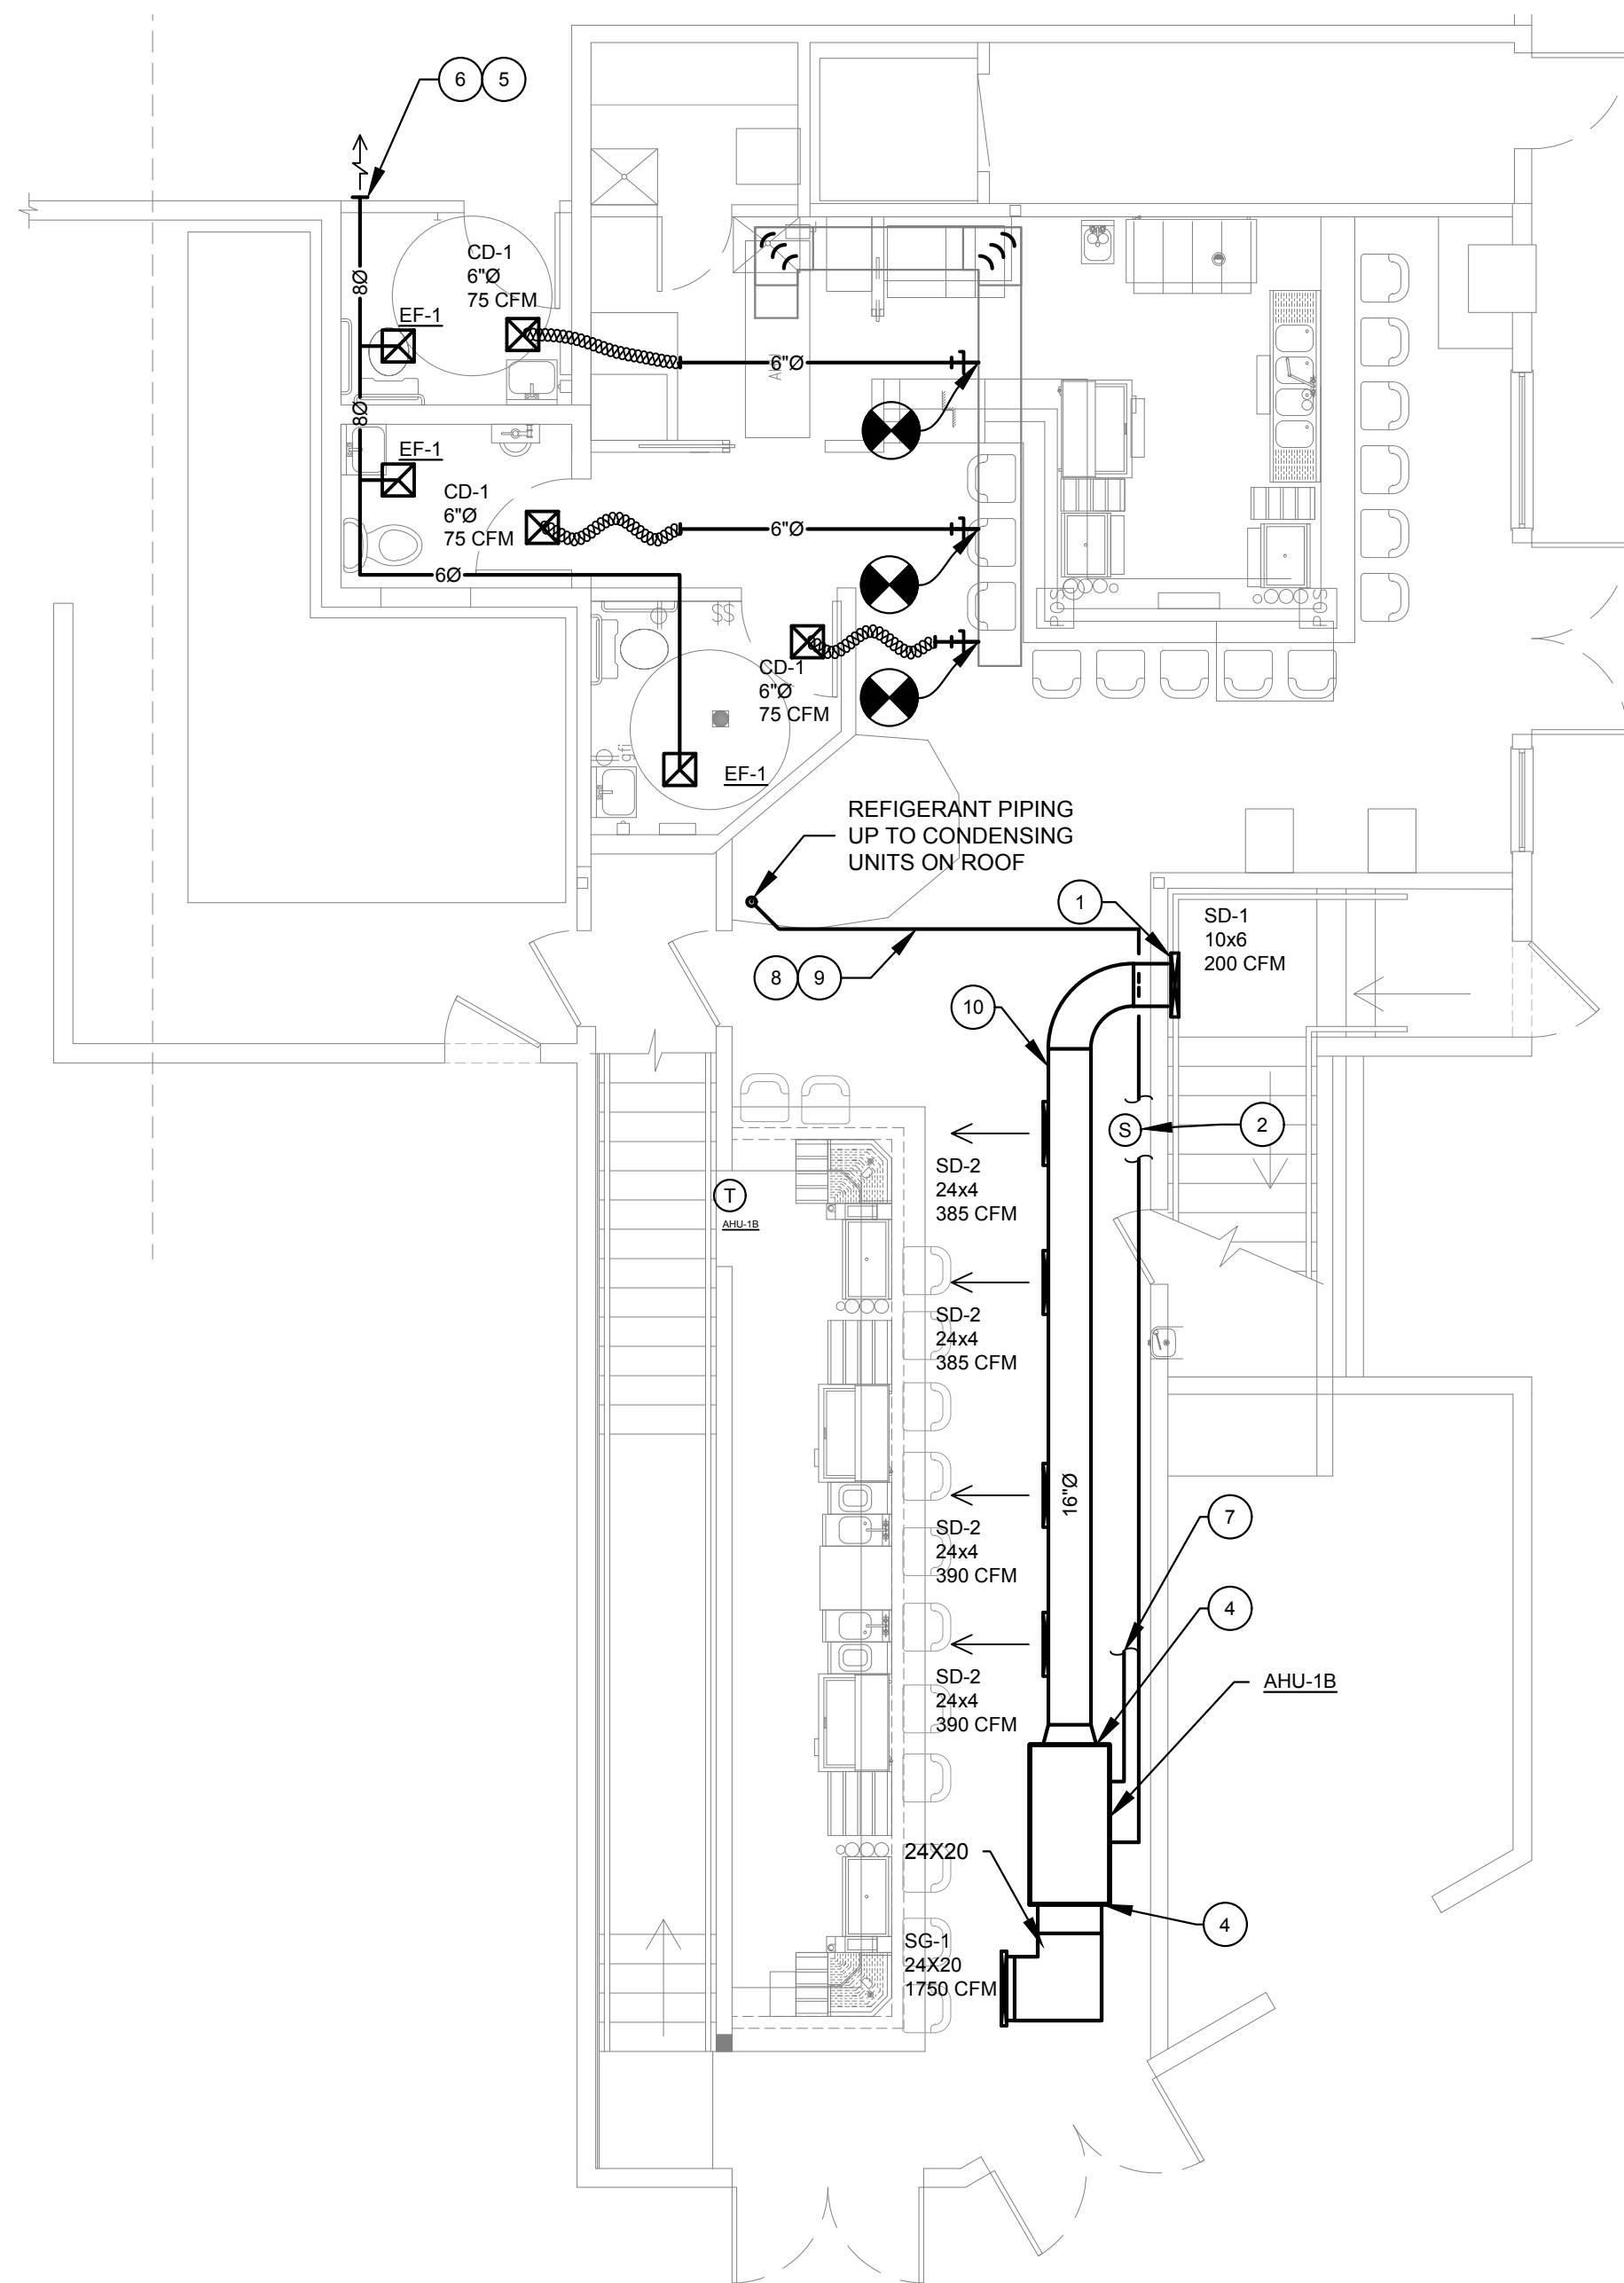 6
5
CD-1
6"Ø
75 CFM
8Ø
EF-1
6"Ø
8Ø
EF-1
CD-1
6"Ø
75 CFM
6"Ø
6Ø
CD-1
6"Ø
75 CFM
EF-1
REFIGERANT PIPING
UP TO CONDENSING
UNITS ON ROOF
1
SD-1
10x6
200 CFM
8
9
10
S
2
SD-2
24x4
385 CFM
T
AHU-1B
SD-2
24x4
385 CFM
16"Ø
SD-2
24x4
390 CFM
7
4
SD-2
24x4
390 CFM
AHU-1B
24X20
4
SG-1
24X20
1750 CFM